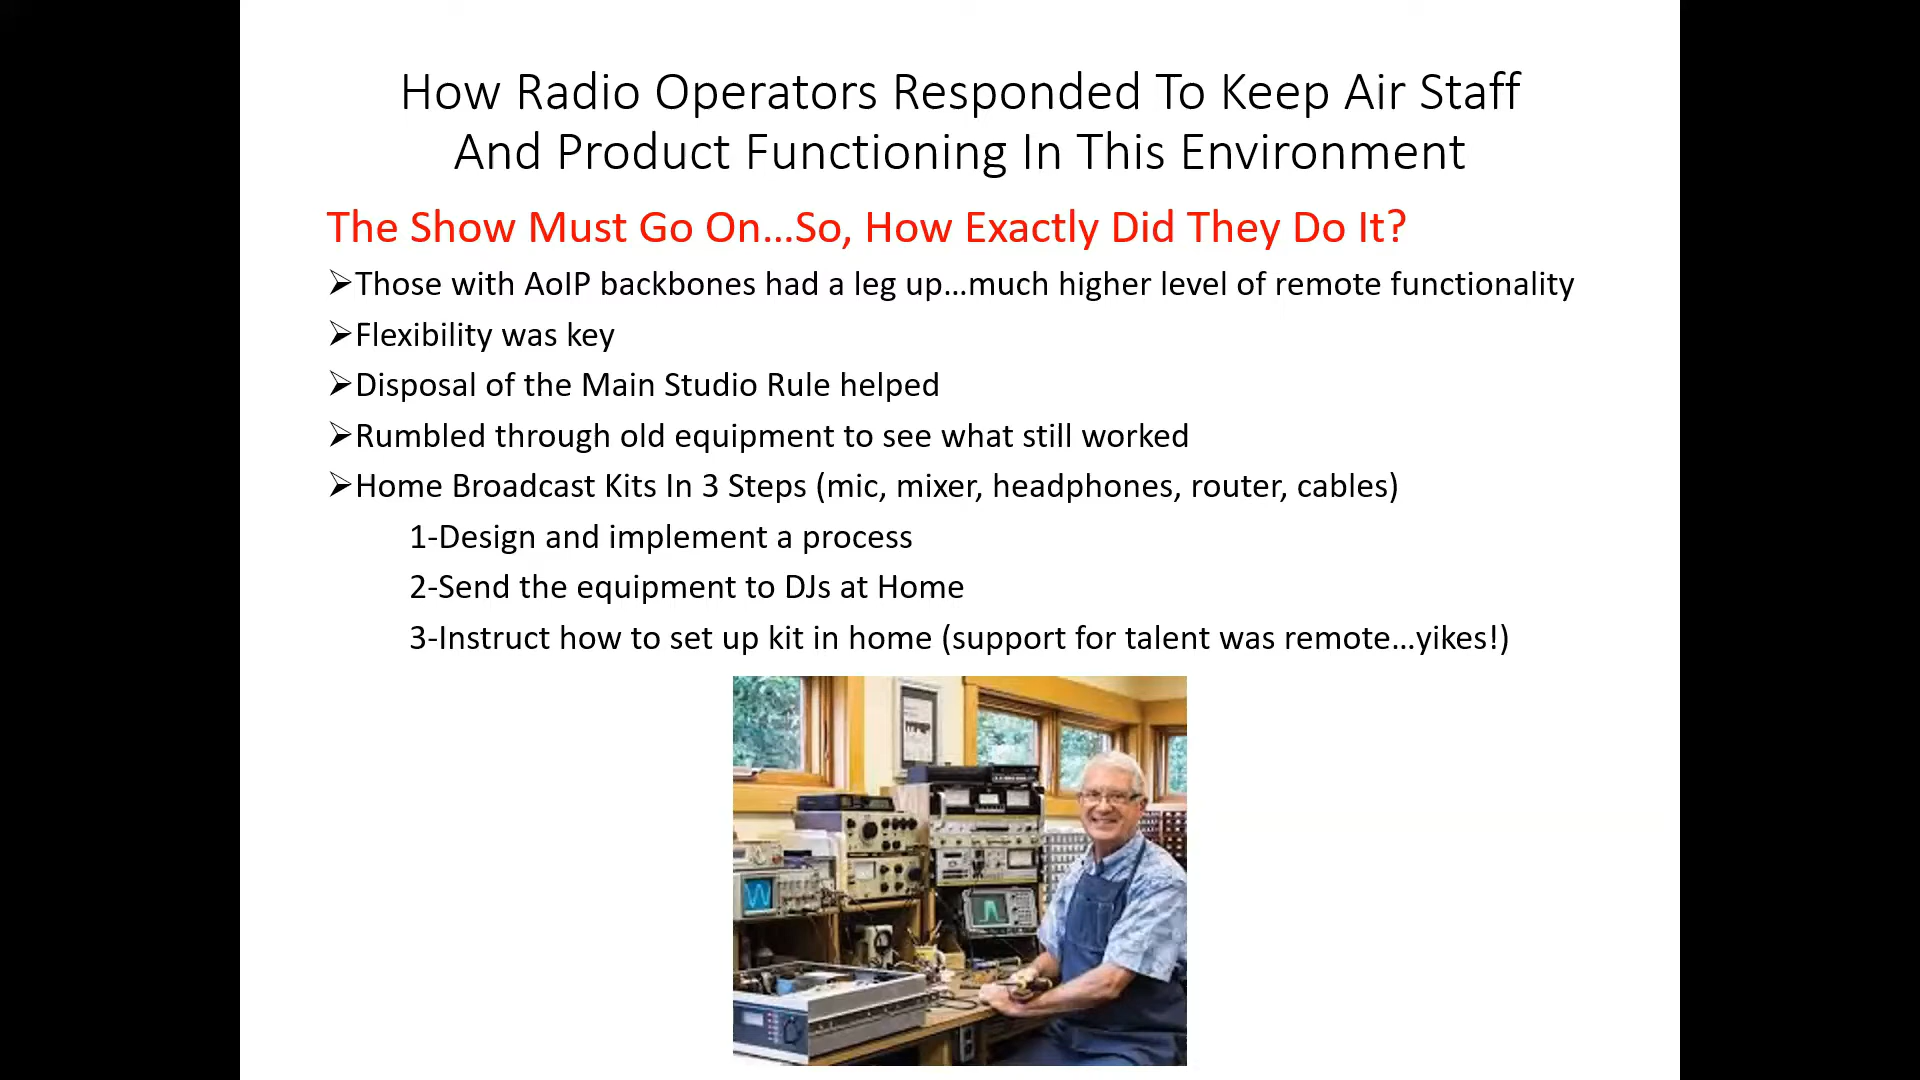 How Radio Operators Responded To Keep Air Staff
And Product Functioning In This Environment
The Show Must Go On...So, How Exactly Did They Do It?
➢Those with AoIP backbones had a leg up...much higher level of remote functionality
➢Flexibility was key
➢Disposal of the Main Studio Rule helped
➢Rumbled through old equipment to see what still worked
➢Home Broadcast Kits In 3 Steps (mic, mixer, headphones, router, cables)
1-Design and implement a process
2-Send the equipment to DJs at Home
3-Instruct how to set up kit in home (support for talent was remote...yikes!)